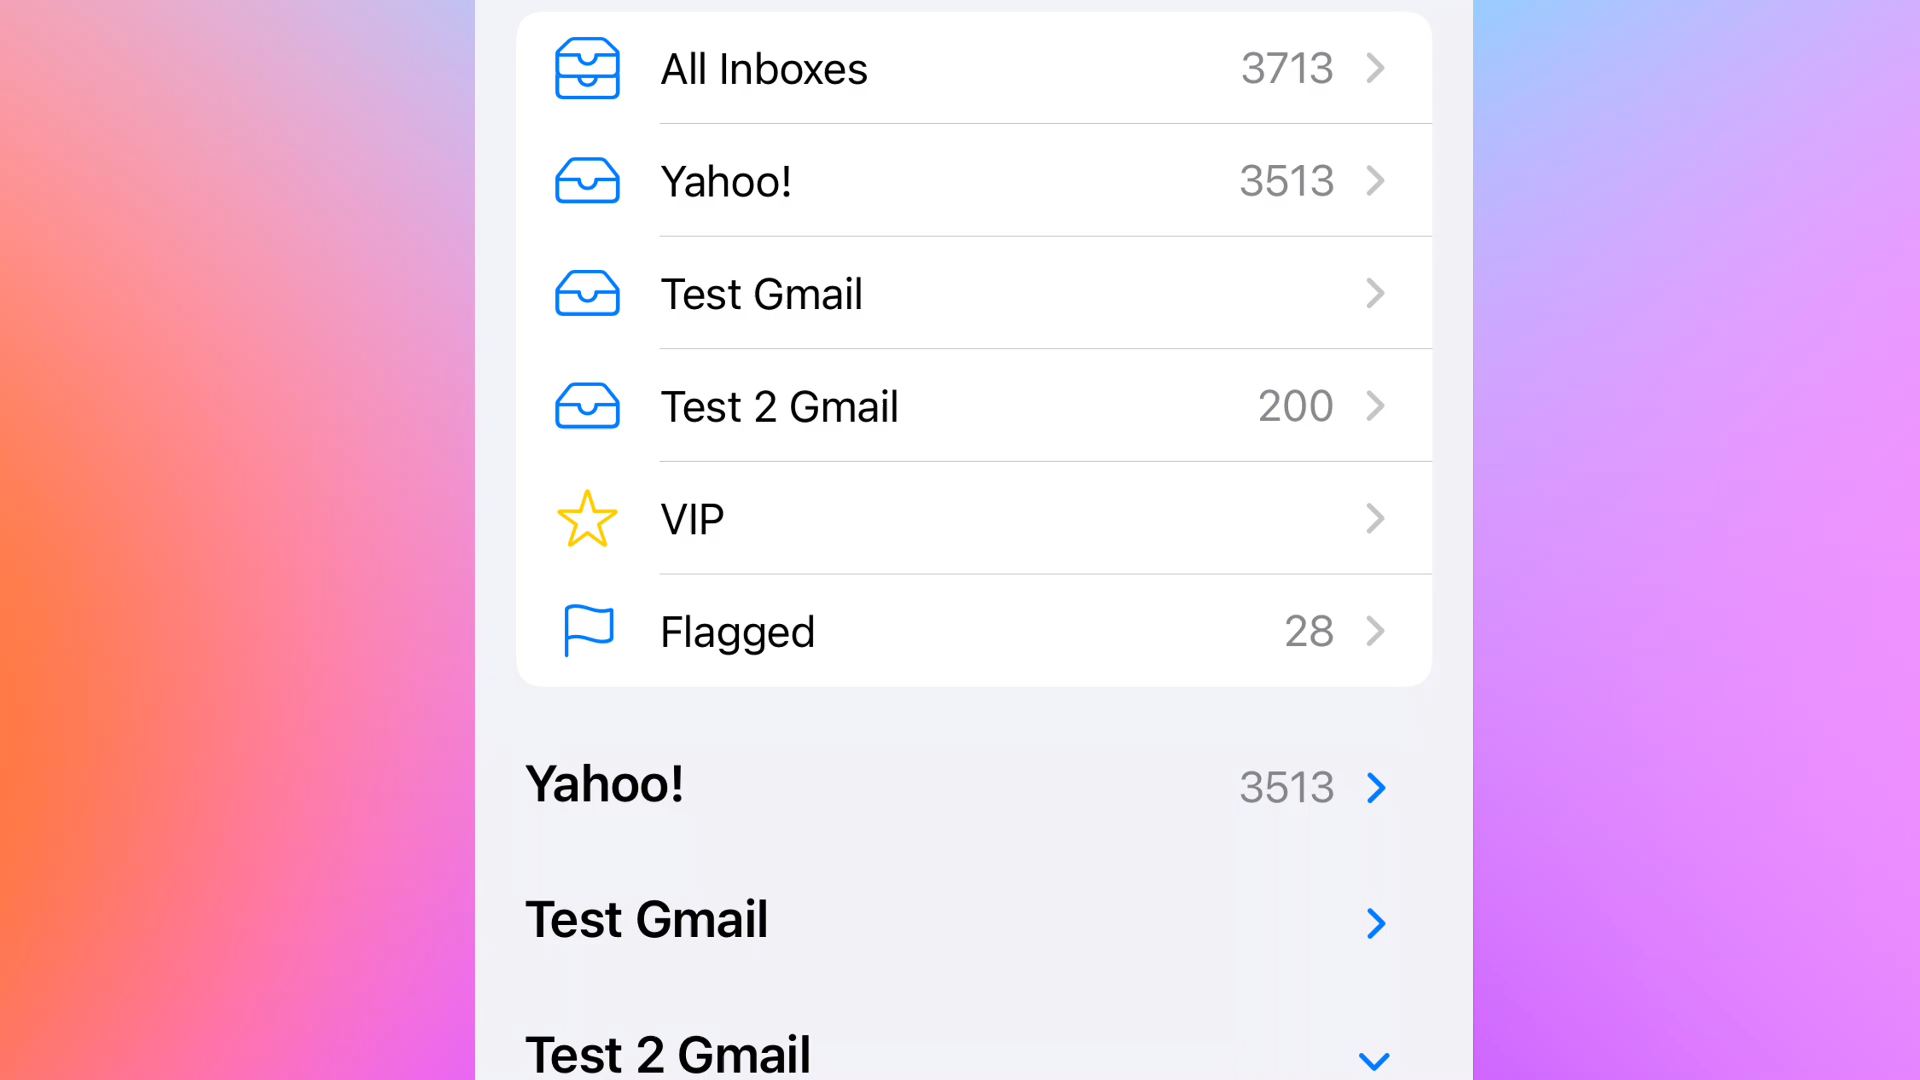 All Inboxes 3713
Yahoo! 3513
Test Gmail
Test 2 Gmail 200
VIP
Flagged 28
Yahoo! 3513
Test Gmail
Test 2 Gmail